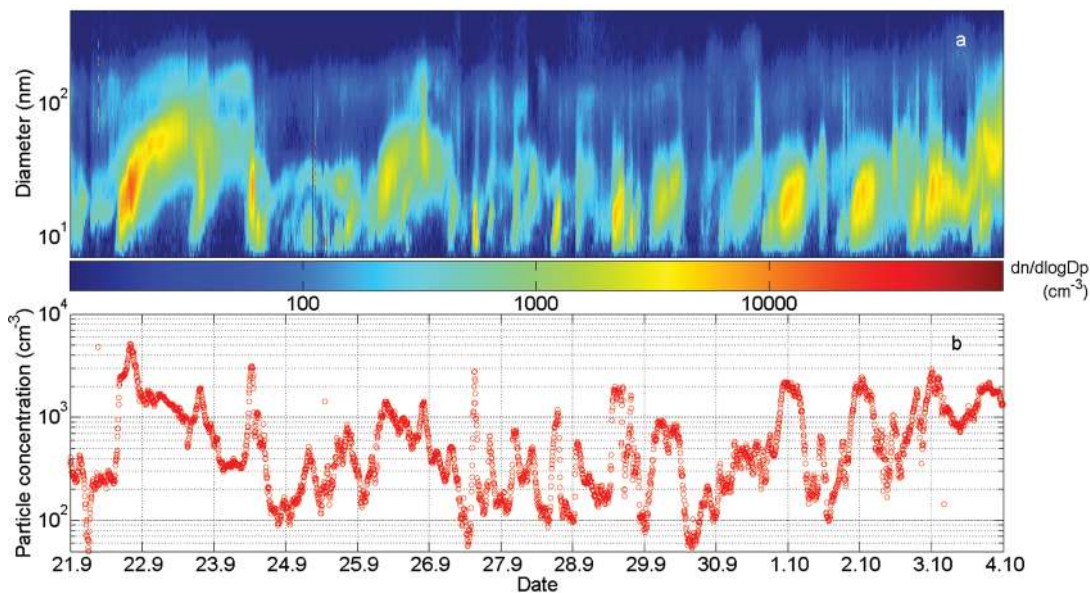 a
Diameter (nm)
10²
10¹
100
1000
10000
dn/dlogDp
(cm⁻³)
b
Particle concentration (cm⁻³)
10⁴
10³
10²
21.9 22.9 23.9 24.9 25.9 26.9 27.9 28.9 29.9 30.9 1.10 2.10 3.10 4.10
Date